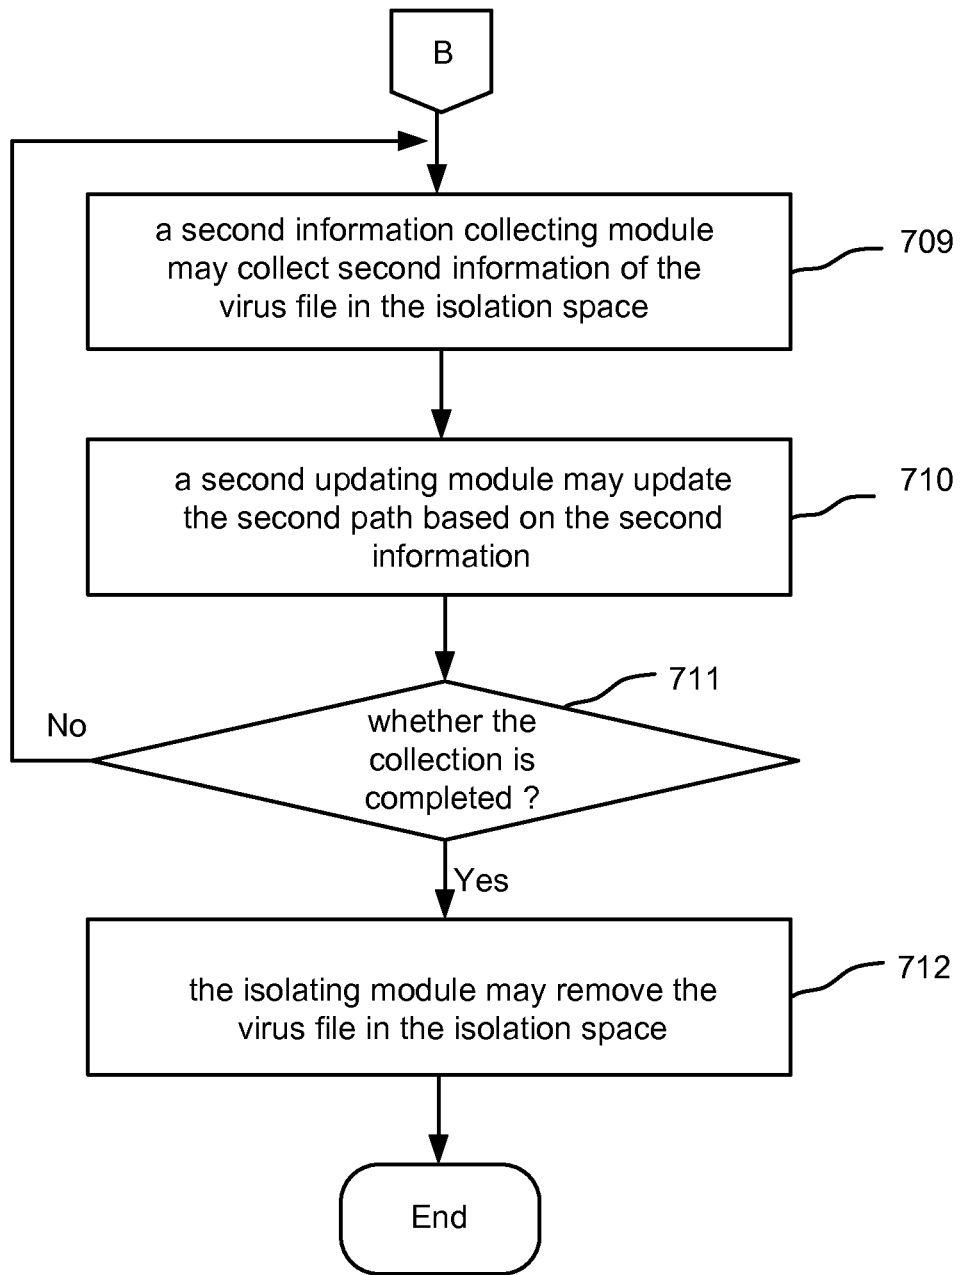 B
a second information collecting module
may collect second information of the
virus file in the isolation space
709
a second updating module may update
the second path based on the second
information
710
711
No
whether the
collection is
completed ?
Yes
the isolating module may remove the
virus file in the isolation space
712
End